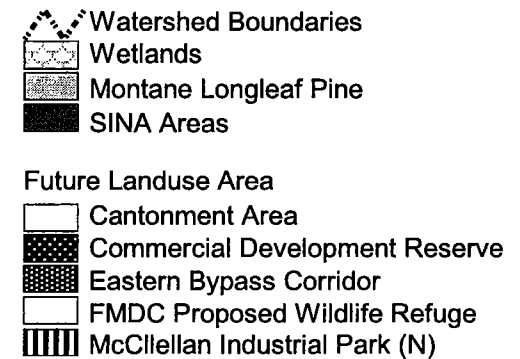 Watershed Boundaries
Wetlands
Montane Longleaf Pine
SINA Areas
Future Landuse Area
Cantonment Area
Commercial Development Reserve
Eastern Bypass Corridor
FMDC Proposed Wildlife Refuge
McCllellan Industrial Park (N)